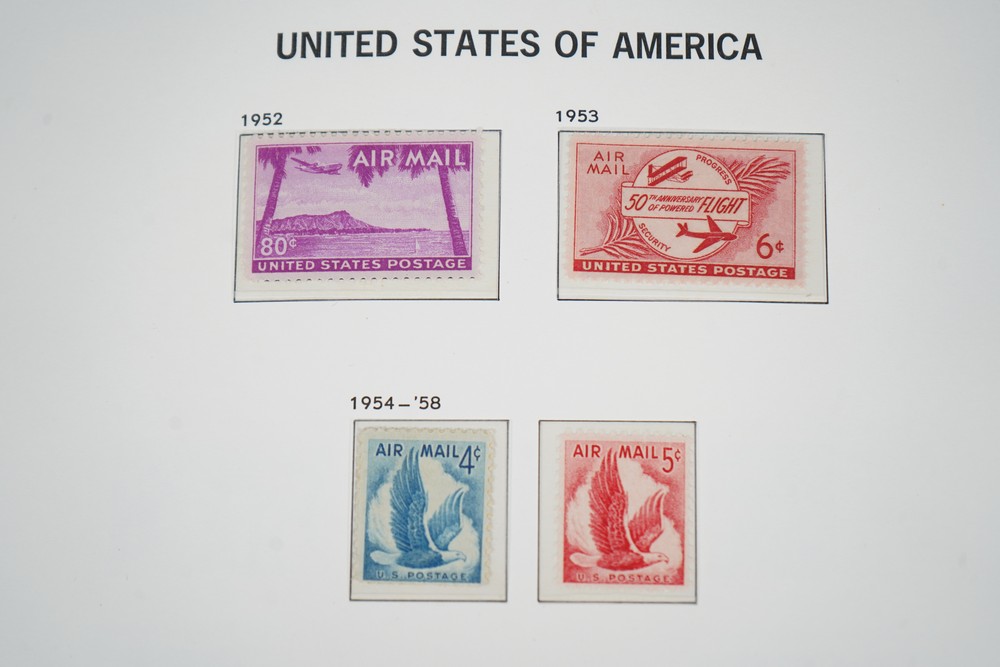 UNITED STATES OF AMERICA
1952
AIR MAIL
80¢
UNITED STATES POSTAGE
1953
AIR
MAIL
PROGRESS
50TH ANNIVERSARY
OF POWERED FLIGHT
SECURITY
6¢
UNITED STATES POSTAGE
1954-'58
AIR MAIL 4¢
U.S. POSTAGE
AIR MAIL 5¢
U.S. POSTAGE